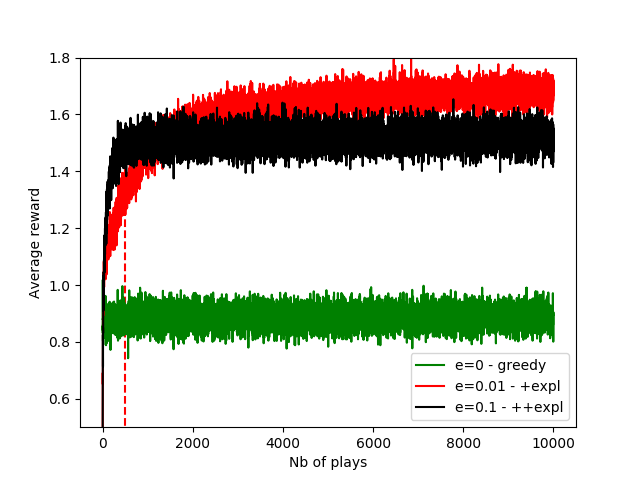 1.8
1.6
1.4
1.2
1.0
0.8
0.6
Average reward
0
2000
4000
6000
8000
10000
Nb of plays
e=0 - greedy
e=0.01 - +expl
e=0.1 - ++expl